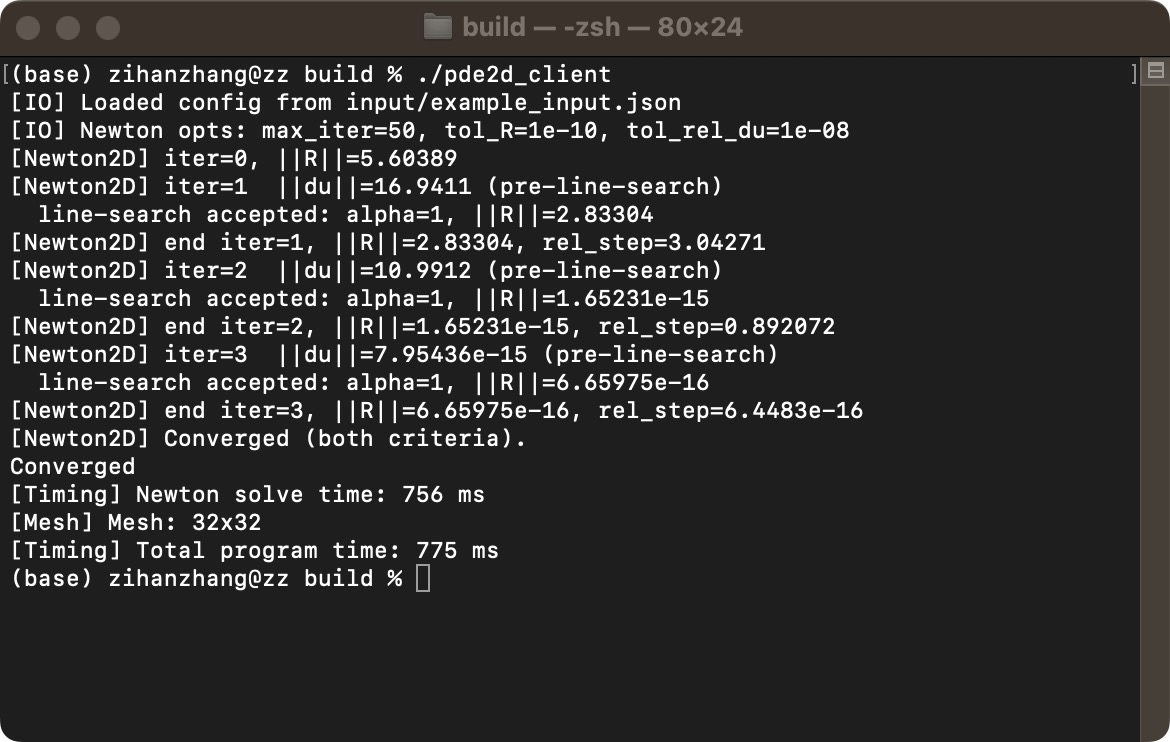 build — -zsh — 80×24
[(base) zihanzhang@zz build % ./pde2d_client ]
[IO] Loaded config from input/example_input.json
[IO] Newton opts: max_iter=50, tol_R=1e-10, tol_rel_du=1e-08
[Newton2D] iter=0, ||R||=5.60389
[Newton2D] iter=1  ||du||=16.9411 (pre-line-search)
  line-search accepted: alpha=1, ||R||=2.83304
[Newton2D] end iter=1, ||R||=2.83304, rel_step=3.04271
[Newton2D] iter=2  ||du||=10.9912 (pre-line-search)
  line-search accepted: alpha=1, ||R||=1.65231e-15
[Newton2D] end iter=2, ||R||=1.65231e-15, rel_step=0.892072
[Newton2D] iter=3  ||du||=7.95436e-15 (pre-line-search)
  line-search accepted: alpha=1, ||R||=6.65975e-16
[Newton2D] end iter=3, ||R||=6.65975e-16, rel_step=6.4483e-16
[Newton2D] Converged (both criteria).
Converged
[Timing] Newton solve time: 756 ms
[Mesh] Mesh: 32x32
[Timing] Total program time: 775 ms
(base) zihanzhang@zz build %